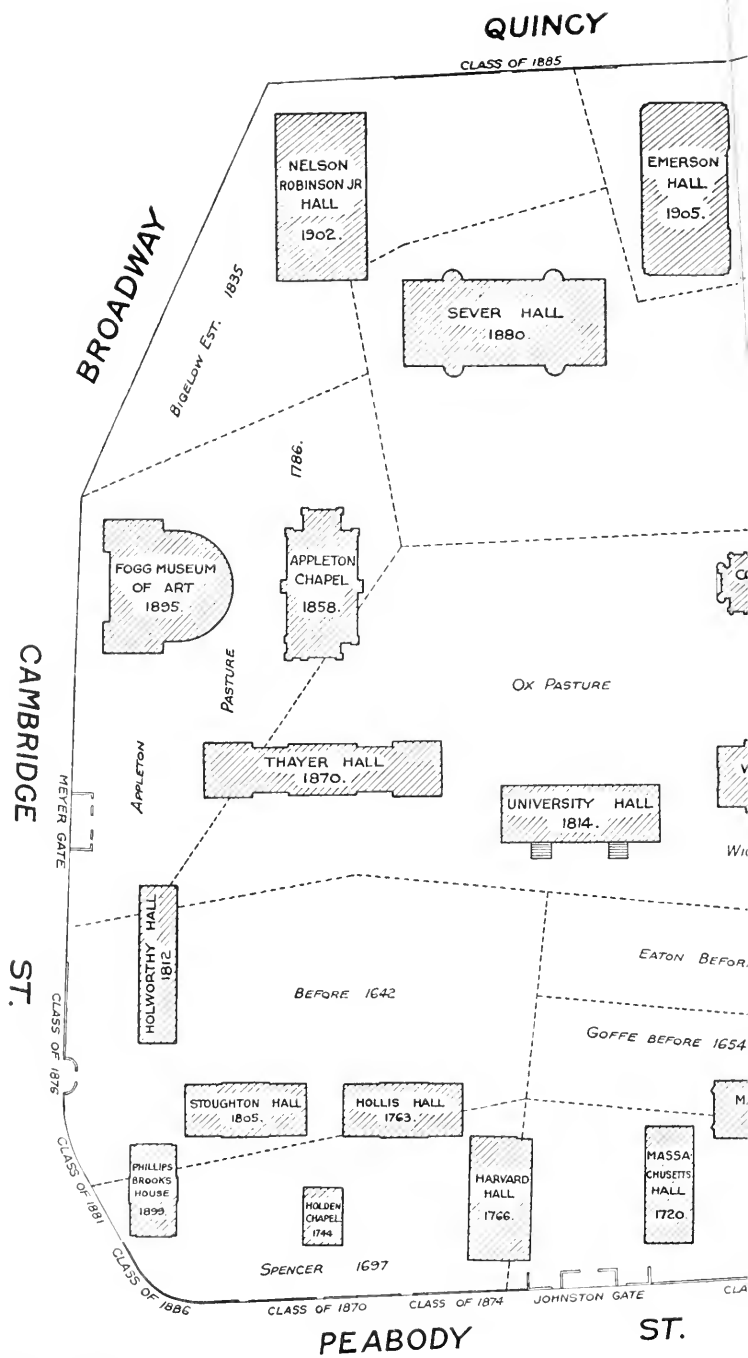 QUINCY
CLASS OF 1885
NELSON
ROBINSON JR
HALL
1902.
EMERSON
HALL
1905.
BROADWAY
BIGELOW EST. 1835
SEVER HALL
1880.
1786.
FOGG MUSEUM
OF ART
1895.
APPLETON
CHAPEL
1858.
CAMBRIDGE
ST.
PASTURE
OX PASTURE
APPLETON
MEYER GATE
THAYER HALL
1870.
UNIVERSITY HALL
1814.
HOLWORTHY HALL
1812
EATON BEFOR
BEFORE 1642
GOFFE BEFORE 1654
CLASS OF 1876
STOUGHTON HALL
1805.
HOLLIS HALL
1763.
PHILLIPS
BROOKS
HOUSE
1899.
HOLDEN
CHAPEL
1744
HARVARD
HALL
1766.
MASSA
CHUSETTS
HALL
1720.
CLASS OF 1881
SPENCER 1697
CLASS OF 1886
CLASS OF 1870
CLASS OF 1874
JOHNSTON GATE
PEABODY
ST.